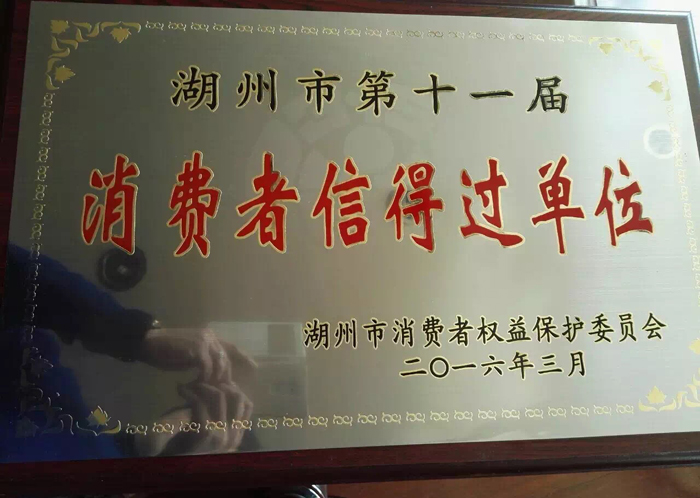 湖州市第十一届
消费者信得过单位
湖州市消费者权益保护委员会
二〇一六年三月